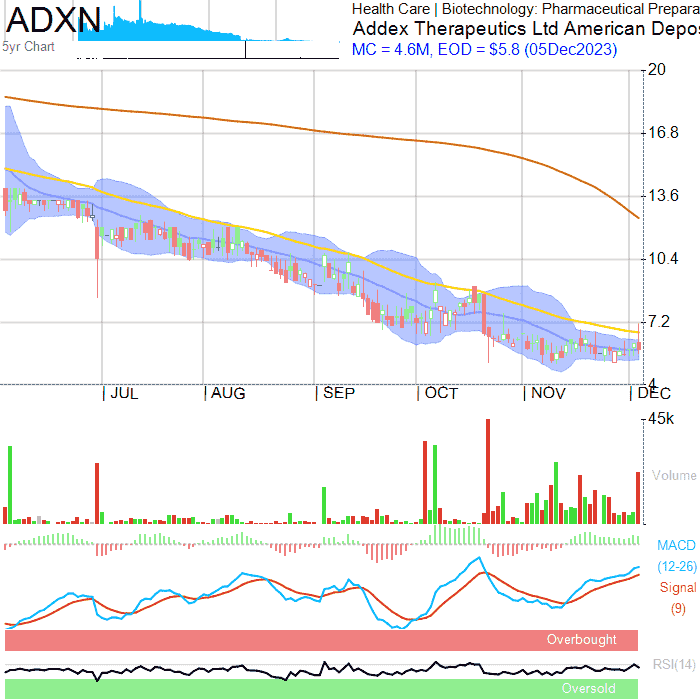 ADXN
5yr Chart
Health Care | Biotechnology: Pharmaceutical Prepara
Addex Therapeutics Ltd American Depos
MC = 4.6M, EOD = $5.8 (05Dec2023)
20
16.8
13.6
10.4
7.2
4
| JUL | AUG | SEP | OCT | NOV | DEC
45k
Volume
MACD
(12-26)
Signal
(9)
Overbought
RSI(14)
Oversold